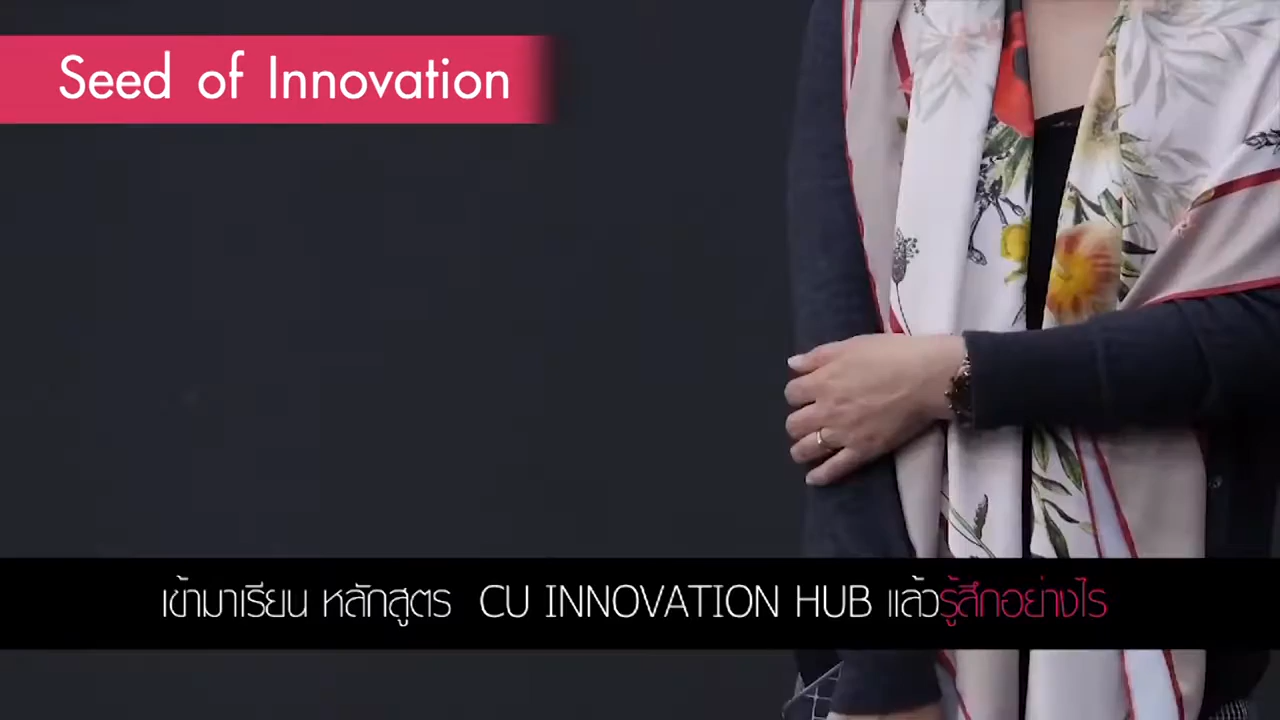 Seed of Innovation
เข้ามาเรียน หลักสูตร CU INNOVATION HUB แล้วรู้สึกอย่างไร